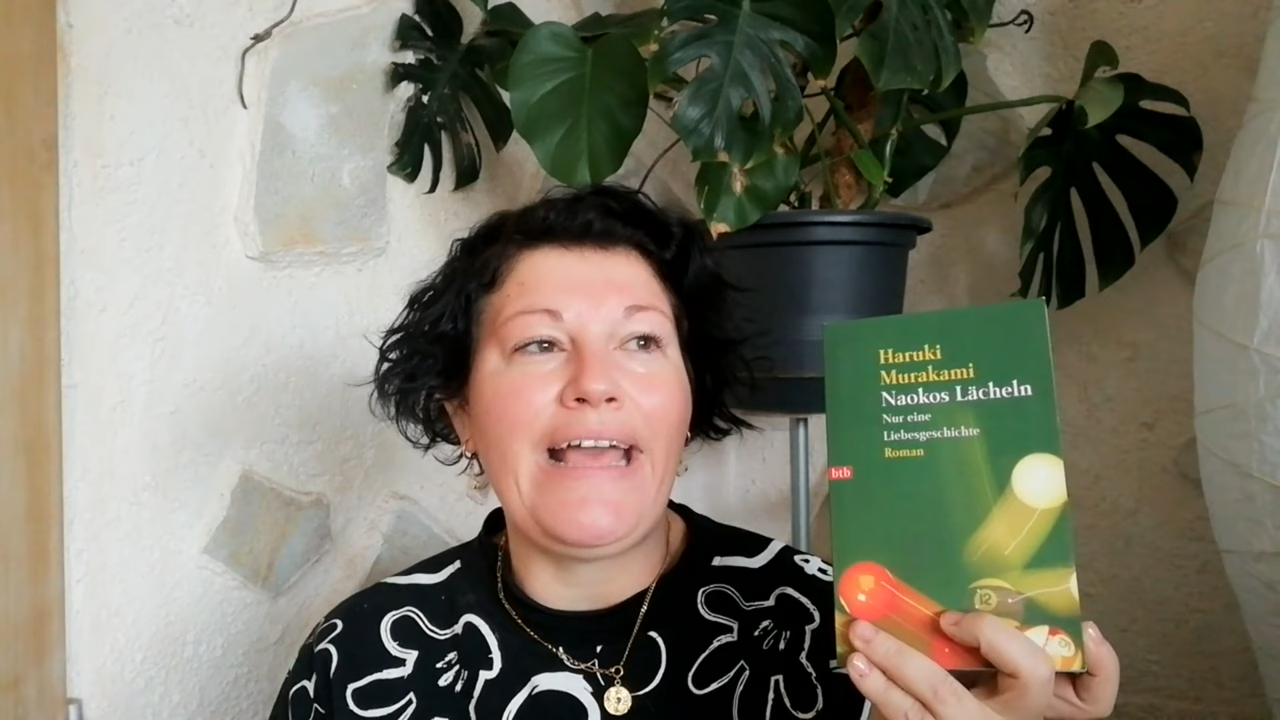 Haruki
Murakami
Naokos Lächeln
Nur eine
Liebesgeschichte
Roman
btb
12